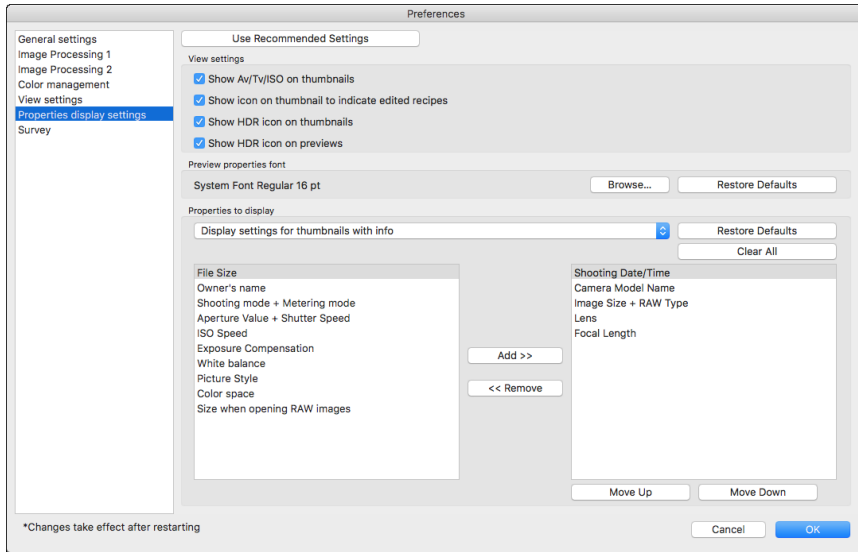 Preferences
General settings
Image Processing 1
Image Processing 2
Color management
View settings
Properties display settings
Survey
Use Recommended Settings
View settings
Show Av/Tv/ISO on thumbnails
Show icon on thumbnail to indicate edited recipes
Show HDR icon on thumbnails
Show HDR icon on previews
Preview properties font
System Font Regular 16 pt
Browse...
Restore Defaults
Properties to display
Display settings for thumbnails with info
Restore Defaults
Clear All
File Size
Owner's name
Shooting mode + Metering mode
Aperture Value + Shutter Speed
ISO Speed
Exposure Compensation
White balance
Picture Style
Color space
Size when opening RAW images
Add >>
<< Remove
Shooting Date/Time
Camera Model Name
Image Size + RAW Type
Lens
Focal Length
Move Up
Move Down
*Changes take effect after restarting
Cancel
OK